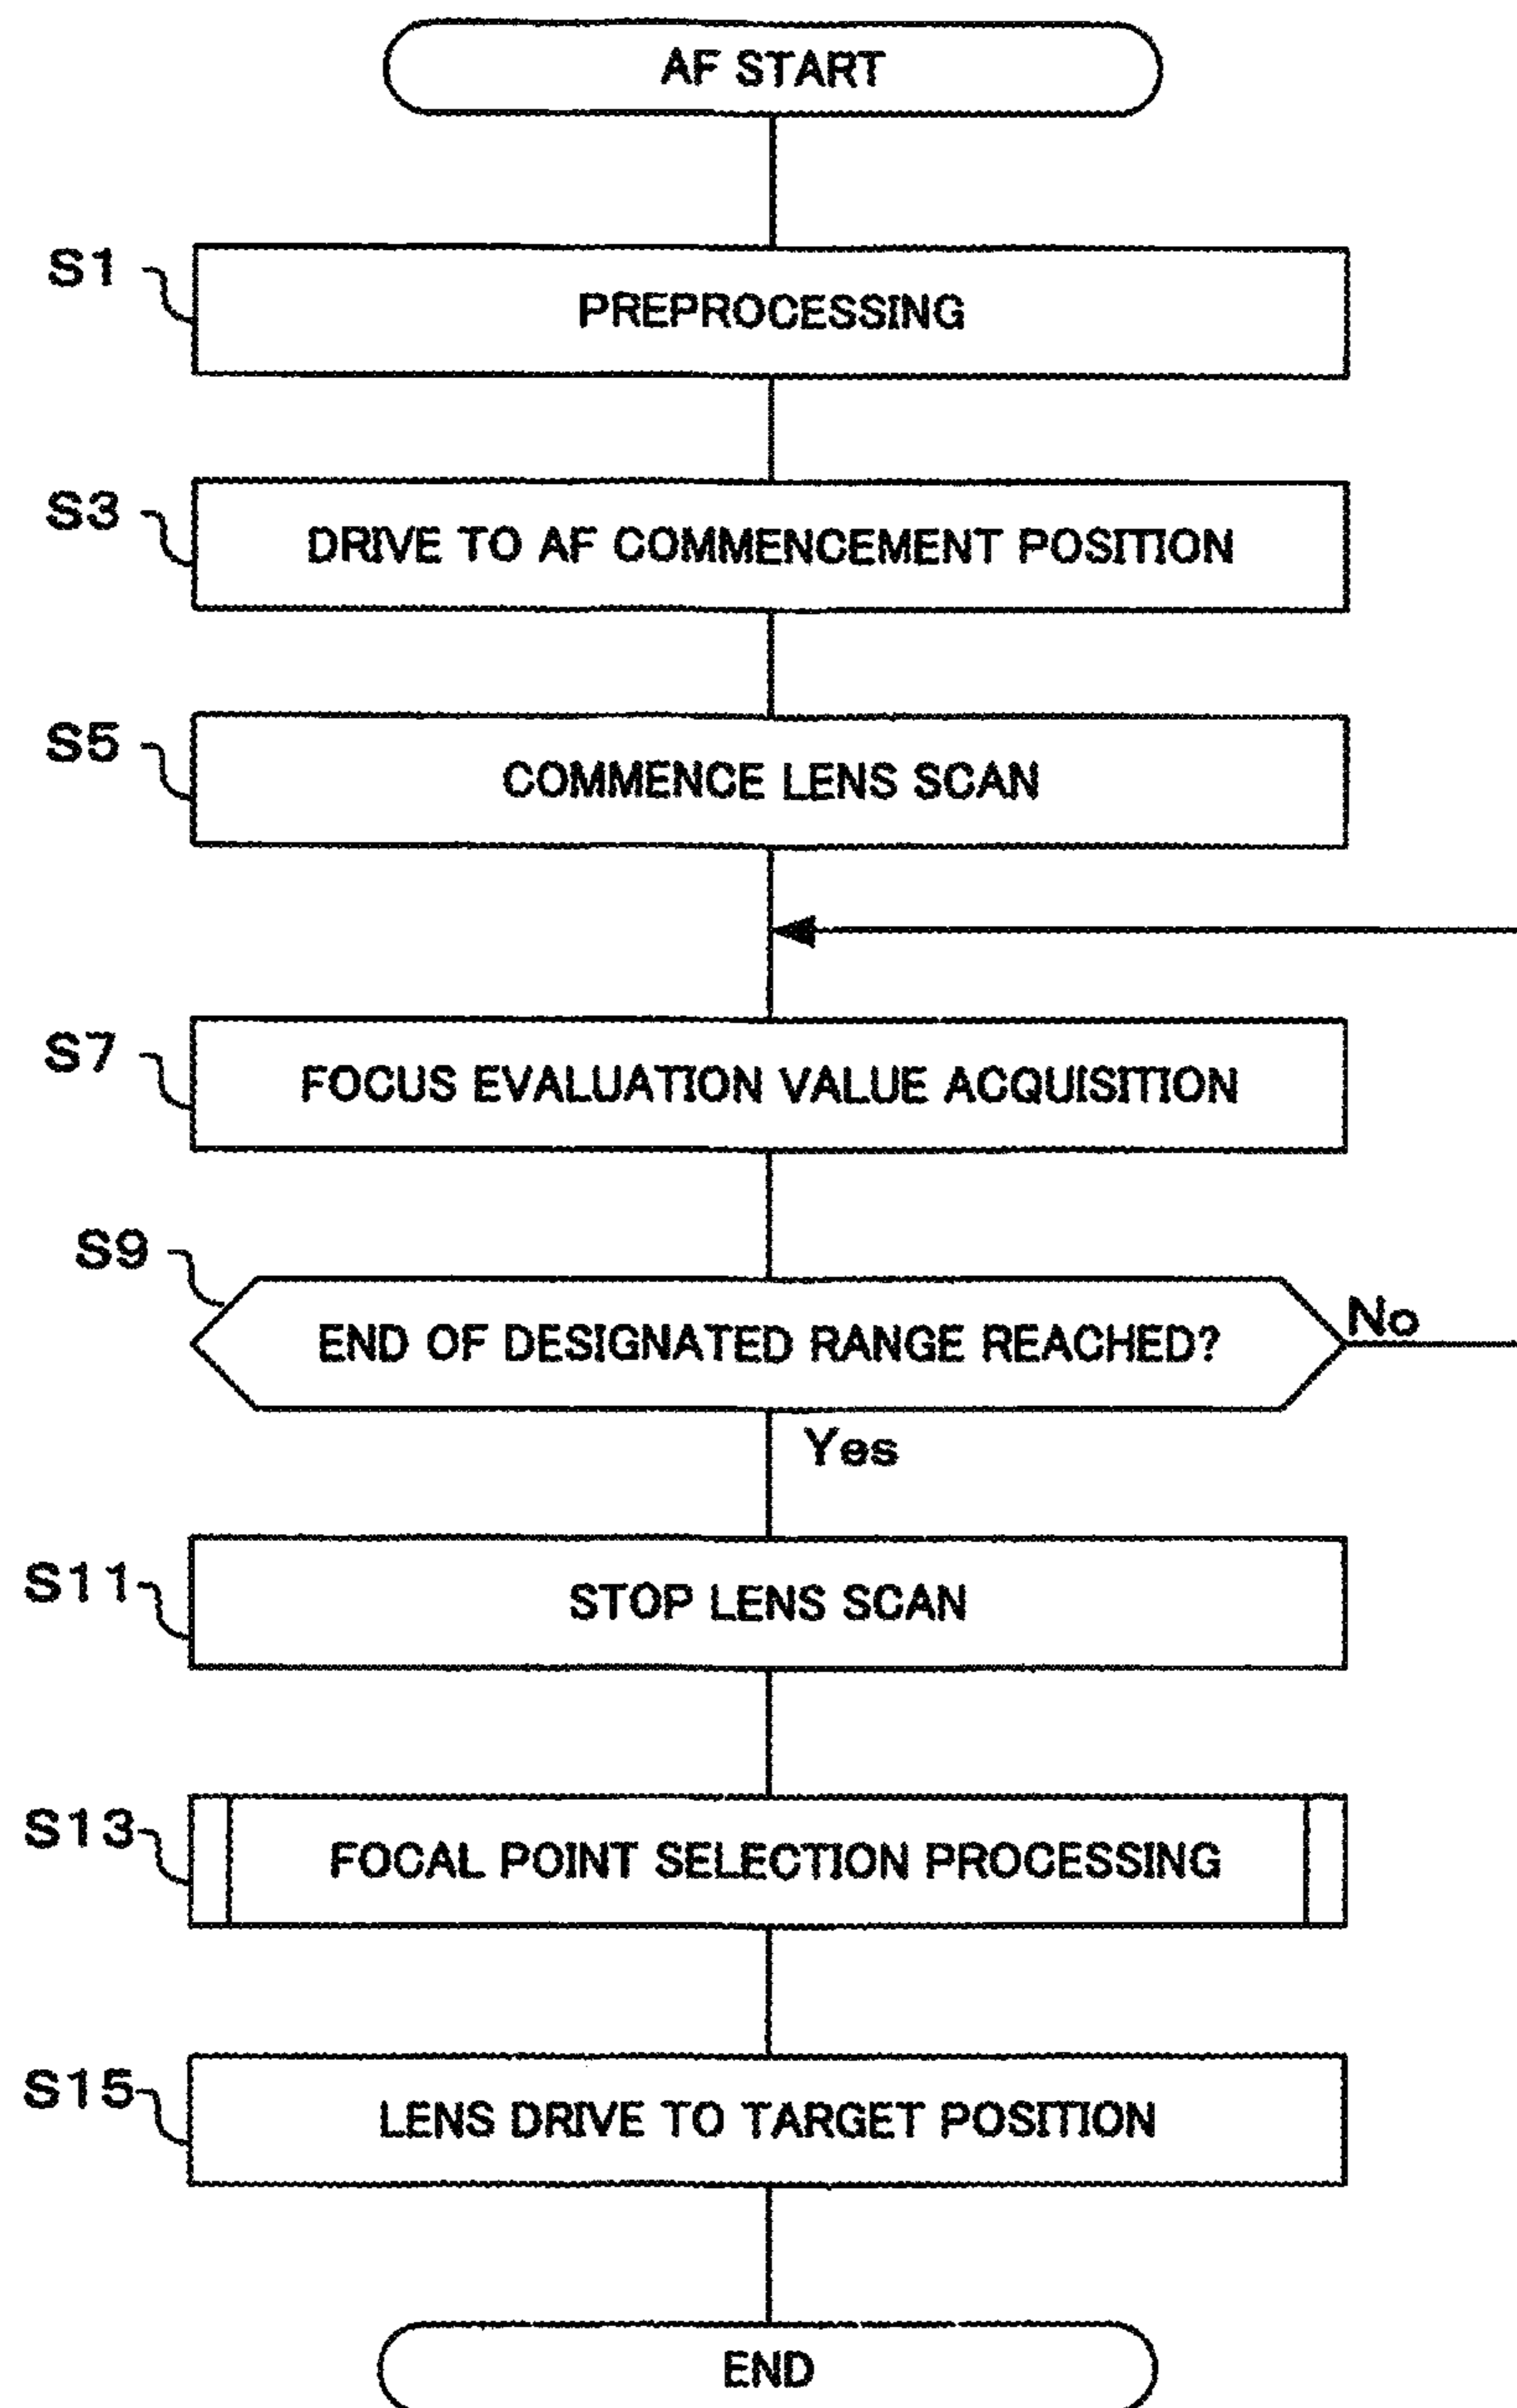 AF START
S1
PREPROCESSING
S3
DRIVE TO AF COMMENCEMENT POSITION
S5
COMMENCE LENS SCAN
S7
FOCUS EVALUATION VALUE ACQUISITION
S9
END OF DESIGNATED RANGE REACHED?
No
Yes
S11
STOP LENS SCAN
S13
FOCAL POINT SELECTION PROCESSING
S15
LENS DRIVE TO TARGET POSITION
END